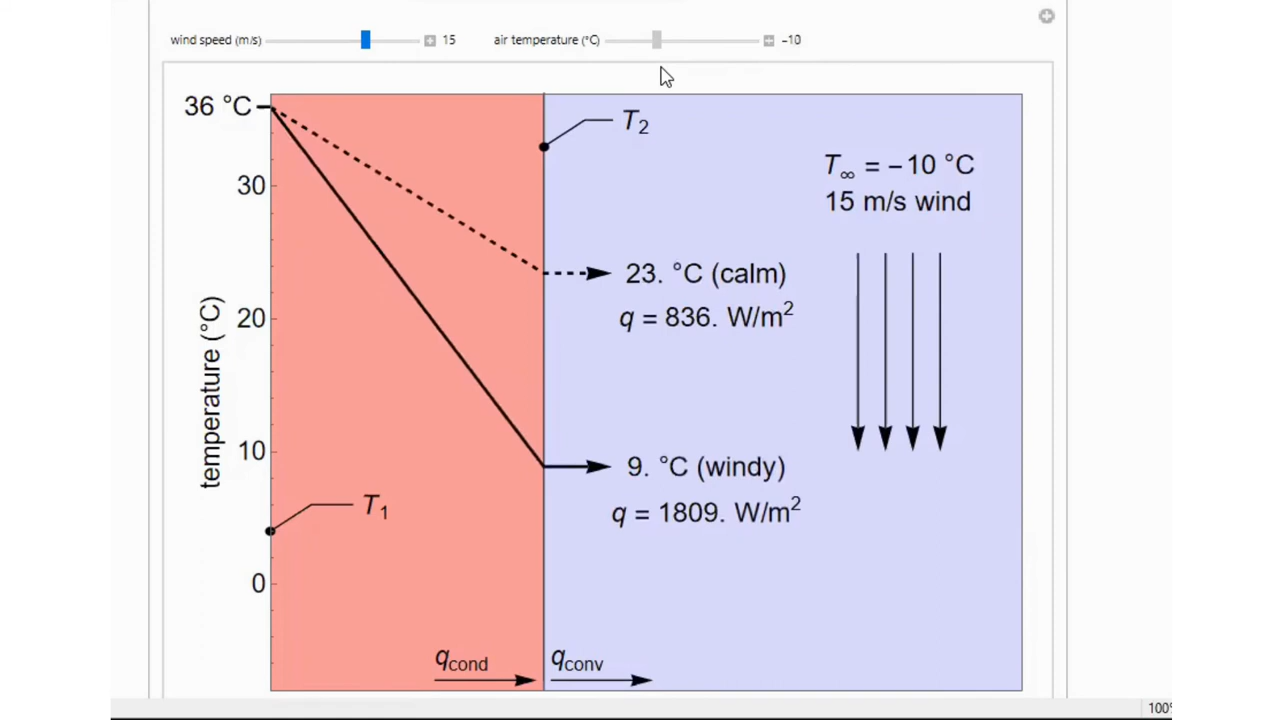 wind speed (m/s) 15 air temperature (°C) −10
36 °C
T2
T∞ = −10 °C
15 m/s wind
30
23. °C (calm)
q = 836. W/m²
20
temperature (°C)
10
9. °C (windy)
q = 1809. W/m²
T1
0
qcond qconv